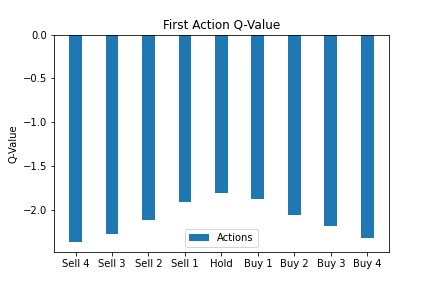 First Action Q-Value
Q-Value
0.0
−0.5
−1.0
−1.5
−2.0
Actions
Sell 4 Sell 3 Sell 2 Sell 1 Hold Buy 1 Buy 2 Buy 3 Buy 4